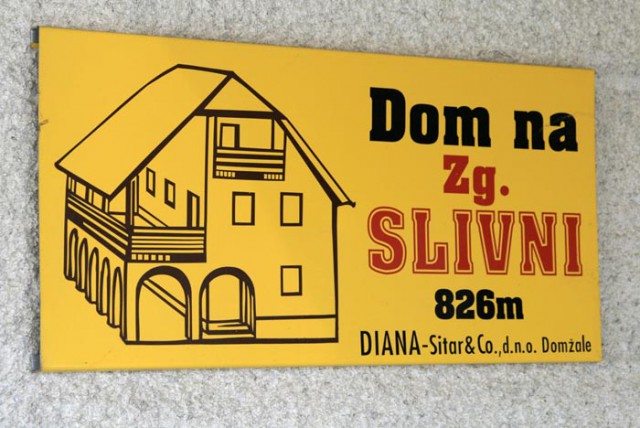 Dom na
Zg.
SLIVNI
826m
DIANA-Sitar&Co.,d.n.o. Domžale